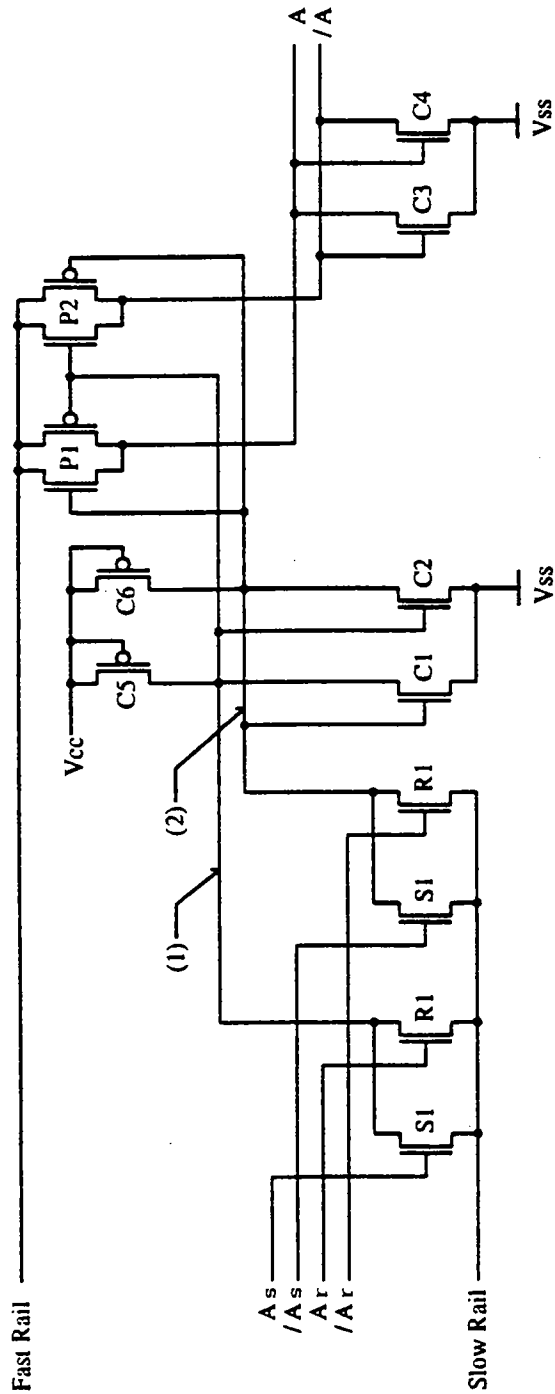 Fast Rail
A
/A
P1
P2
Vcc
C5
C6
C3
C4
Vss
(1)
(2)
C1
C2
Vss
As
/As
Ar
/Ar
S1
R1
S1
R1
Slow Rail